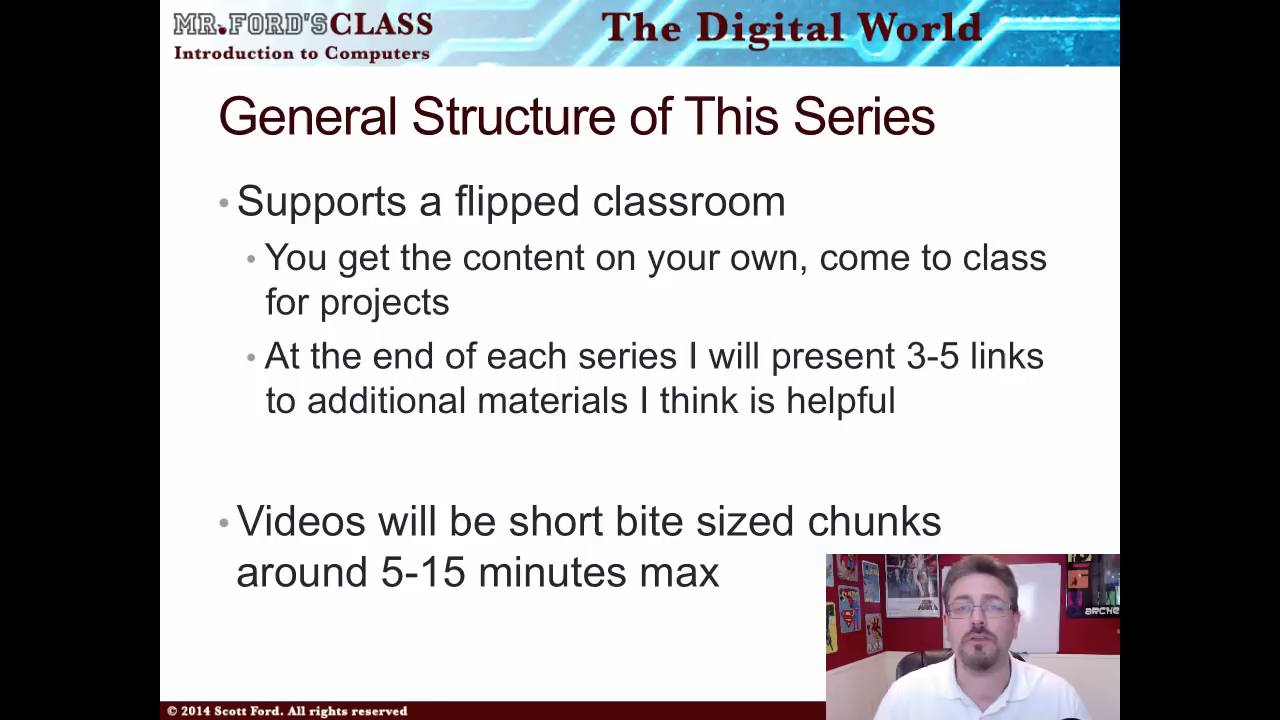 MR.FORD'SCLASS
Introduction to Computers
The Digital World
General Structure of This Series
• Supports a flipped classroom
• You get the content on your own, come to class
for projects
• At the end of each series I will present 3-5 links
to additional materials I think is helpful
• Videos will be short bite sized chunks
around 5-15 minutes max
© 2014 Scott Ford. All rights reserved